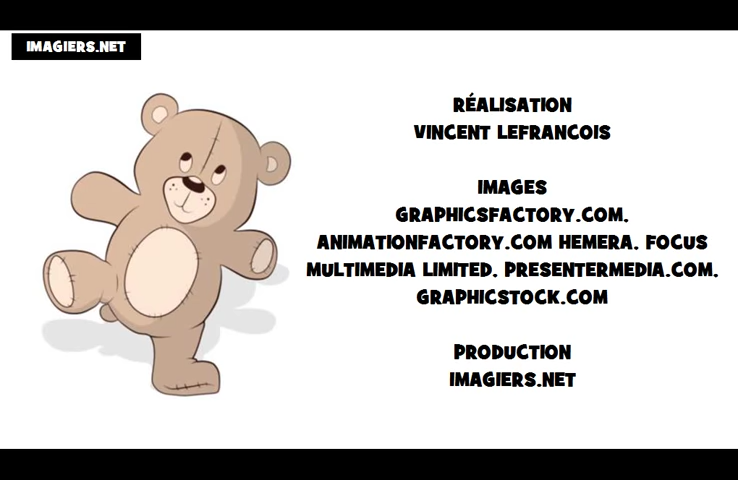 IMAGIERS.NET
RÉALISATION
VINCENT LEFRANCOIS
IMAGES
GRAPHICSFACTORY.COM.
ANIMATIONFACTORY.COM HEMERA. FOCUS
MULTIMEDIA LIMITED. PRESENTERMEDIA.COM.
GRAPHICSTOCK.COM
PRODUCTION
IMAGIERS.NET